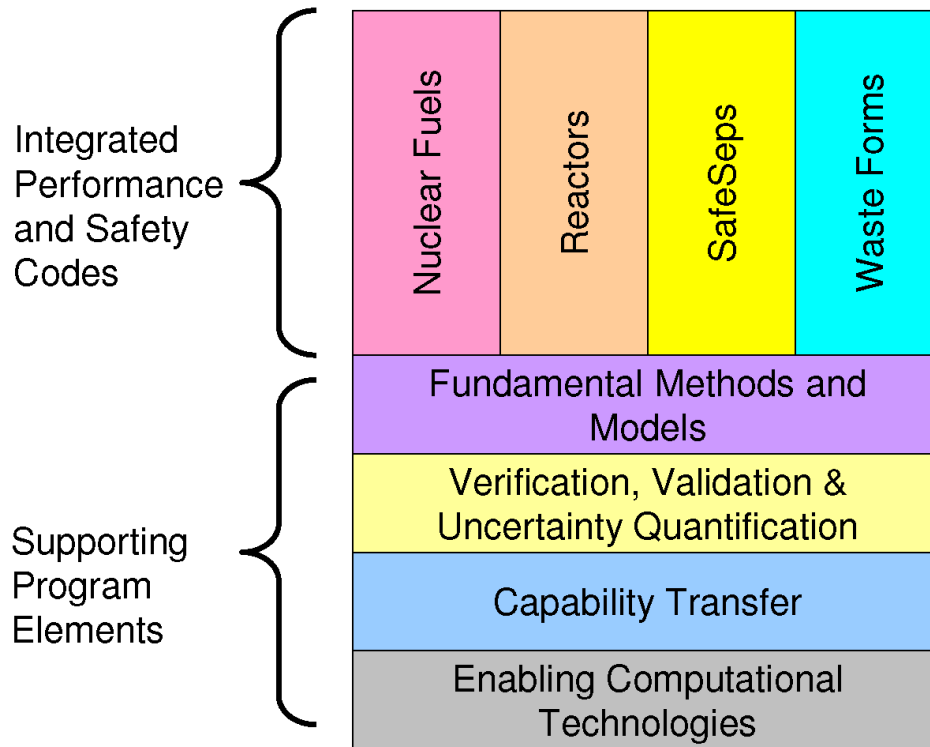 Integrated
Performance
and Safety
Codes
Nuclear Fuels
Reactors
SafeSeps
Waste Forms
Supporting
Program
Elements
Fundamental Methods and
Models
Verification, Validation &
Uncertainty Quantification
Capability Transfer
Enabling Computational
Technologies